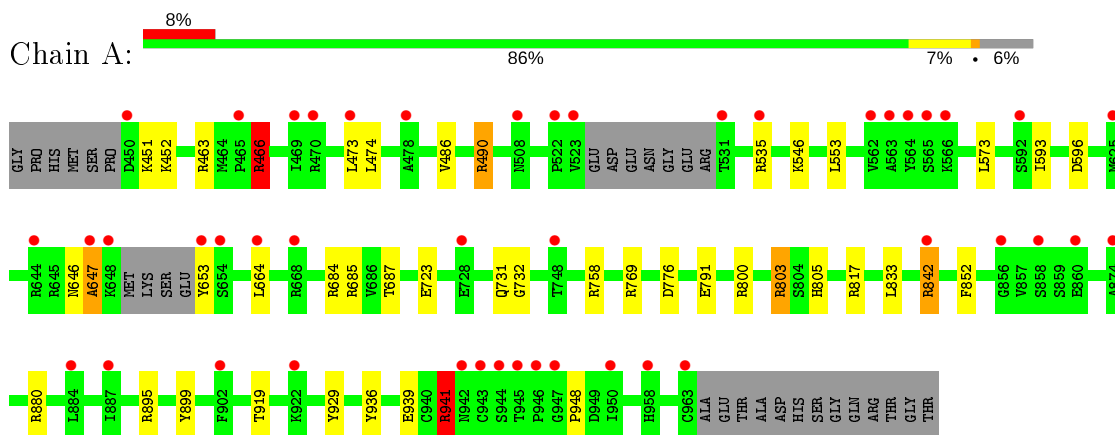 8%
Chain A:
86% 7% • 6%
GLY PRO HIS MET SER PRO D450 K451 K452 R463 M464 P465 R466 I469 R470 L473 L474 A478 V486 R490 N508 P522 V523 GLU ASP GLU ASN GLY GLU ARG T531 R535 K546 L553 V562 A563 Y564 S565 K566 L573 S592 I593 D596
R644 R645 N646 A647 K648 MET LYS SER GLU Y653 S654 L664 R668 R684 R685 V686 T687 E723 E728 Q731 G732 T748 R758 R769 D776 E791 R800 R803 S804 H805 R817 L833 R842 F852 G856 V857 S858 S859 E860
R880 L884 I887 R895 Y899 F902 T919 K922 Y929 Y936 E939 C940 R941 N942 C943 S944 T945 P946 G947 P948 D949 I950 H958 C963 ALA GLU THR ALA ASP HIS SER GLY GLN ARG THR GLY THR